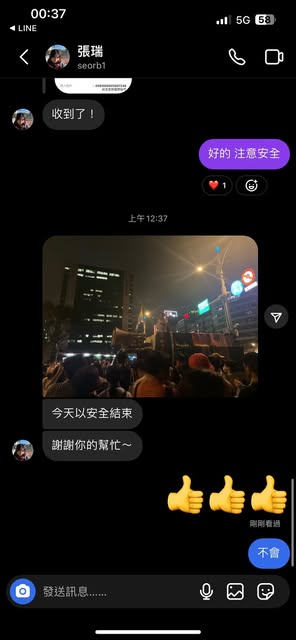 00:37
5G 58
LINE
張瑞
seorb1
收到了！
好的 注意安全
1
上午12:37
今天以安全結束
謝謝你的幫忙～
剛剛看過
不會
發送訊息......